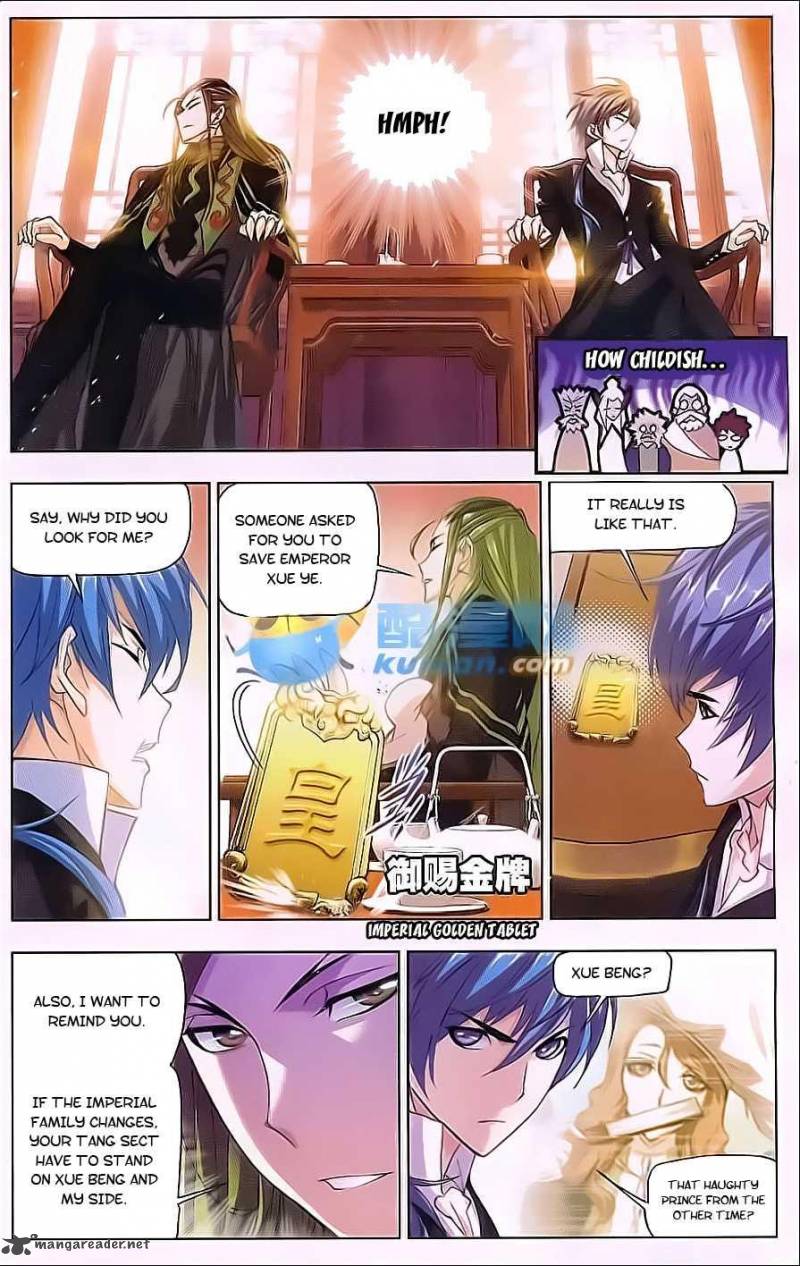 HMPH!
HOW CHILDISH...
SAY, WHY DID YOU
LOOK FOR ME?
SOMEONE ASKED
FOR YOU TO
SAVE EMPEROR
XUE YE.
皇
御赐金牌
IMPERIAL GOLDEN TABLET
IT REALLY IS
LIKE THAT.
皇
kuman.com
ALSO, I WANT TO
REMIND YOU.
IF THE IMPERIAL
FAMILY CHANGES,
YOUR TANG SECT
HAVE TO STAND
ON XUE BENG AND
MY SIDE.
XUE BENG?
THAT HAUGHTY
PRINCE FROM THE
OTHER TIME?
mangareader.net